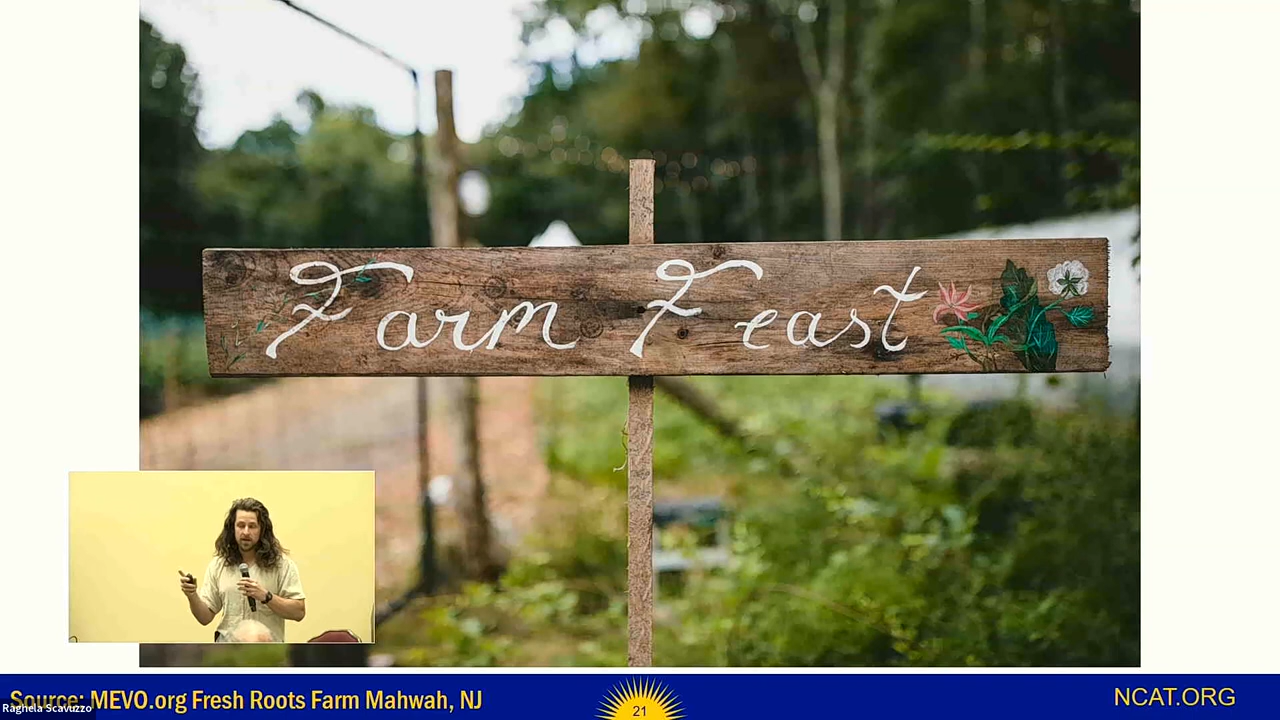 Farm Feast
Source: MEVO.org Fresh Roots Farm Mahwah, NJ
Raghela Scavuzzo
21
NCAT.ORG